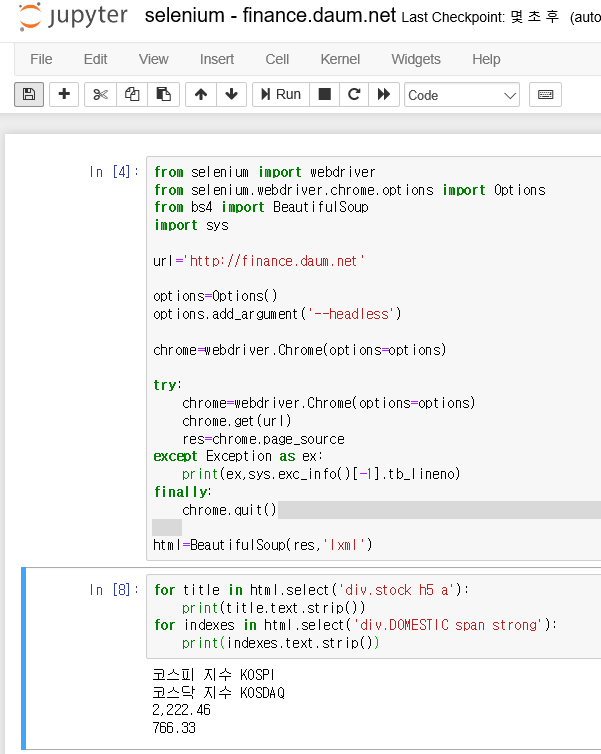 jupyter selenium - finance.daum.net Last Checkpoint: 몇 초 후 (auto
File Edit View Insert Cell Kernel Widgets Help
Run Code
In [4]:
from selenium import webdriver
from selenium.webdriver.chrome.options import Options
from bs4 import BeautifulSoup
import sys
url='http://finance.daum.net'
options=Options()
options.add_argument('--headless')
chrome=webdriver.Chrome(options=options)
try:
    chrome=webdriver.Chrome(options=options)
    chrome.get(url)
    res=chrome.page_source
except Exception as ex:
    print(ex,sys.exc_info()[-1].tb_lineno)
finally:
    chrome.quit()
html=BeautifulSoup(res,'lxml')
In [8]:
for title in html.select('div.stock h5 a'):
    print(title.text.strip())
for indexes in html.select('div.DOMESTIC span strong'):
    print(indexes.text.strip())
코스피 지수 KOSPI
코스닥 지수 KOSDAQ
2,222.46
766.33